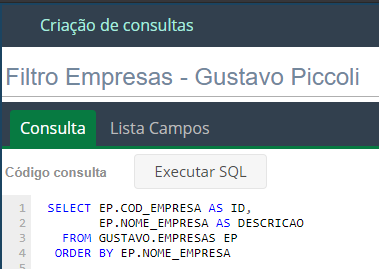 Criação de consultas
Filtro Empresas - Gustavo Piccoli
Consulta Lista Campos
Código consulta Executar SQL
1 SELECT EP.COD_EMPRESA AS ID,
2 EP.NOME_EMPRESA AS DESCRICAO
3 FROM GUSTAVO.EMPRESAS EP
4 ORDER BY EP.NOME_EMPRESA
5